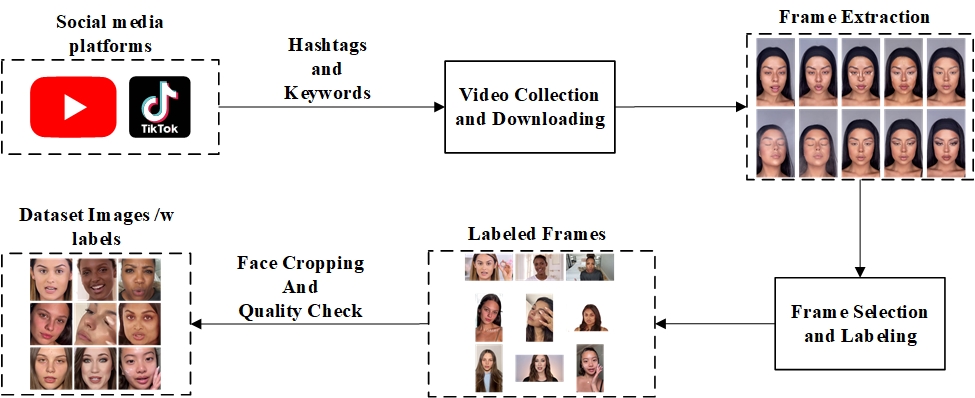 Social media
platforms
TikTok
Hashtags
and
Keywords
Video Collection
and Downloading
Frame Extraction
Frame Selection
and Labeling
Labeled Frames
Face Cropping
And
Quality Check
Dataset Images /w
labels